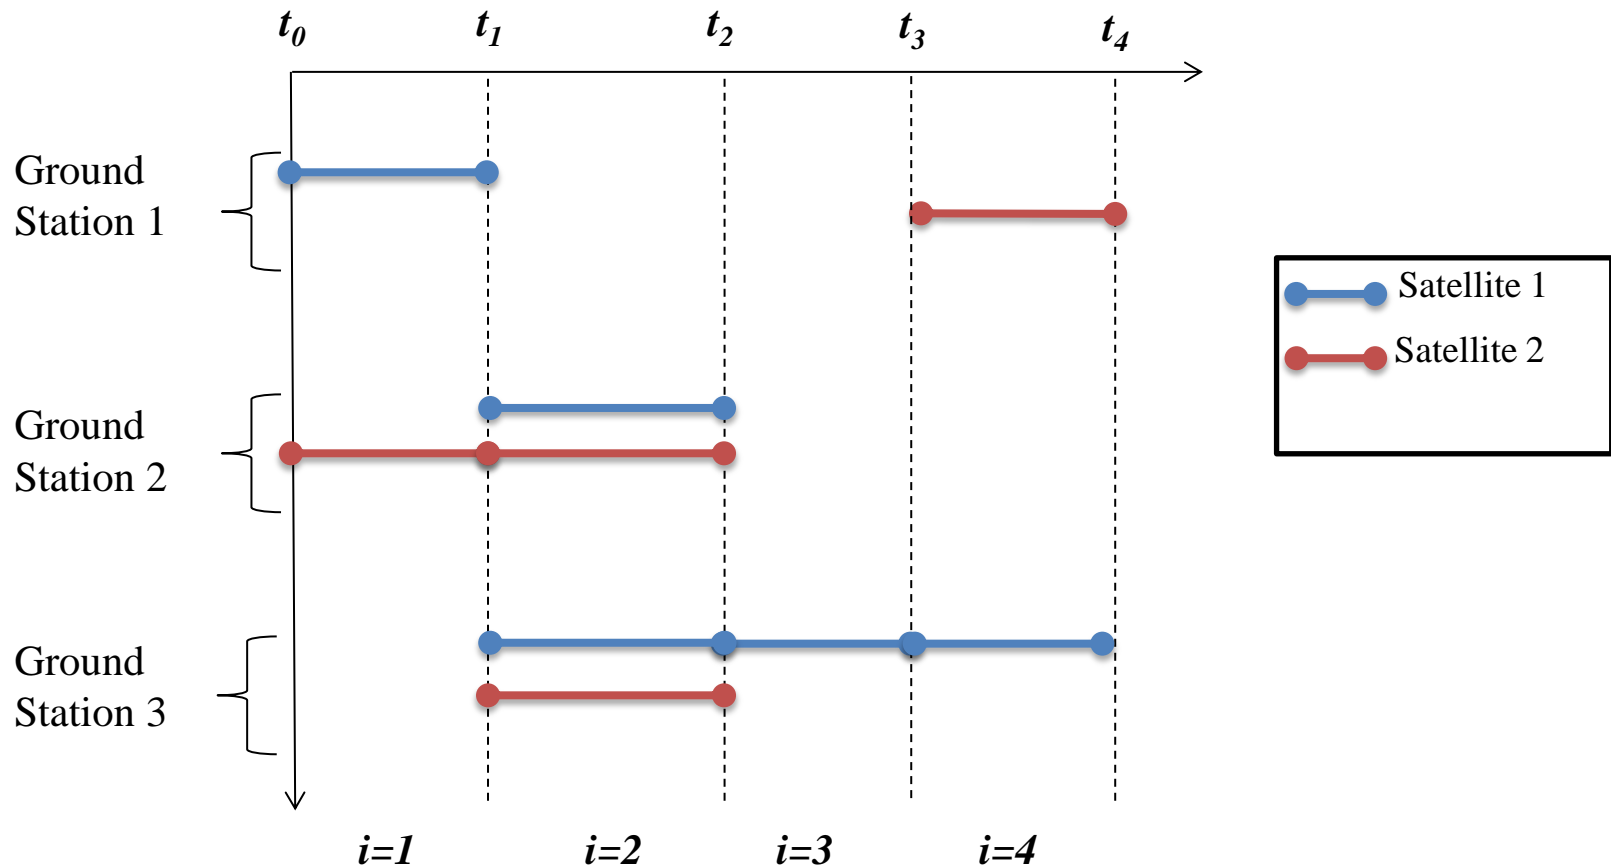 t0 t1 t2 t3 t4
Ground
Station 1
Satellite 1
Satellite 2
Ground
Station 2
Ground
Station 3
i=1 i=2 i=3 i=4